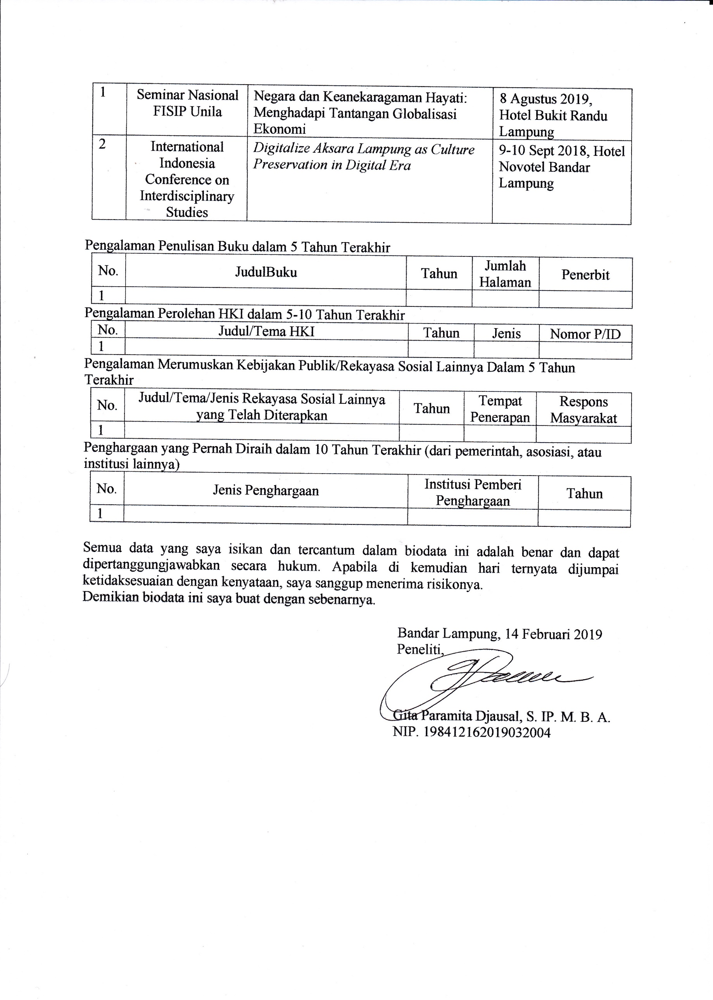 1
Seminar Nasional
FISIP Unila
Negara dan Keanekaragaman Hayati:
Menghadapi Tantangan Globalisasi
Ekonomi
8 Agustus 2019,
Hotel Bukit Randu
Lampung
2
International
Indonesia
Conference on
Interdisciplinary
Studies
Digitalize Aksara Lampung as Culture
Preservation in Digital Era
9-10 Sept 2018, Hotel
Novotel Bandar
Lampung
Pengalaman Penulisan Buku dalam 5 Tahun Terakhir
No.
JudulBuku
Tahun
Jumlah
Halaman
Penerbit
1
Pengalaman Perolehan HKI dalam 5-10 Tahun Terakhir
No.
Judul/Tema HKI
Tahun
Jenis
Nomor P/ID
1
Pengalaman Merumuskan Kebijakan Publik/Rekayasa Sosial Lainnya Dalam 5 Tahun
Terakhir
No.
Judul/Tema/Jenis Rekayasa Sosial Lainnya
yang Telah Diterapkan
Tahun
Tempat
Penerapan
Respons
Masyarakat
1
Penghargaan yang Pernah Diraih dalam 10 Tahun Terakhir (dari pemerintah, asosiasi, atau
institusi lainnya)
No.
Jenis Penghargaan
Institusi Pemberi
Penghargaan
Tahun
1
Semua data yang saya isikan dan tercantum dalam biodata ini adalah benar dan dapat
dipertanggungjawabkan secara hukum. Apabila di kemudian hari ternyata dijumpai
ketidaksesuaian dengan kenyataan, saya sanggup menerima risikonya.
Demikian biodata ini saya buat dengan sebenarnya.
Bandar Lampung, 14 Februari 2019
Peneliti,
Gita Paramita Djausal, S. IP. M. B. A.
NIP. 198412162019032004